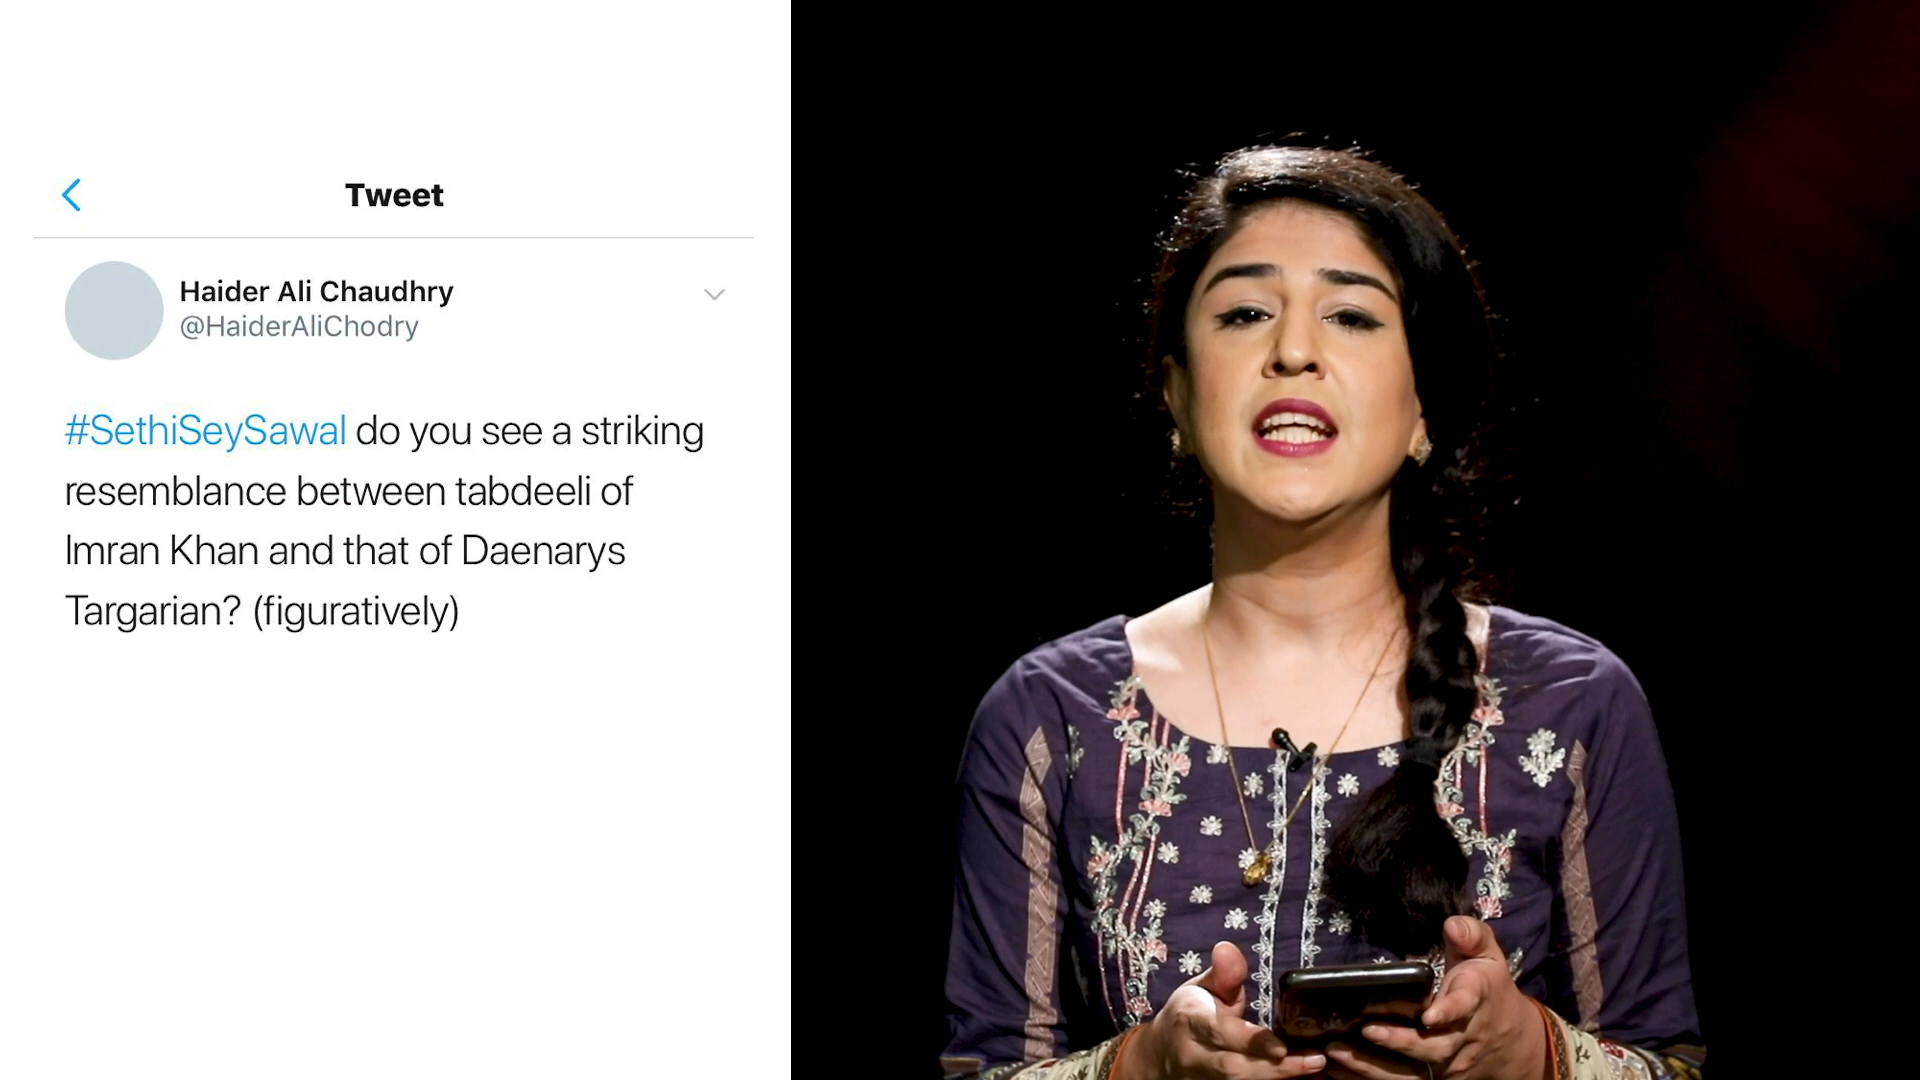 Tweet
Haider Ali Chaudhry
@HaiderAliChodry
#SethiSeySawal do you see a striking
resemblance between tabdeeli of
Imran Khan and that of Daenarys
Targarian? (figuratively)